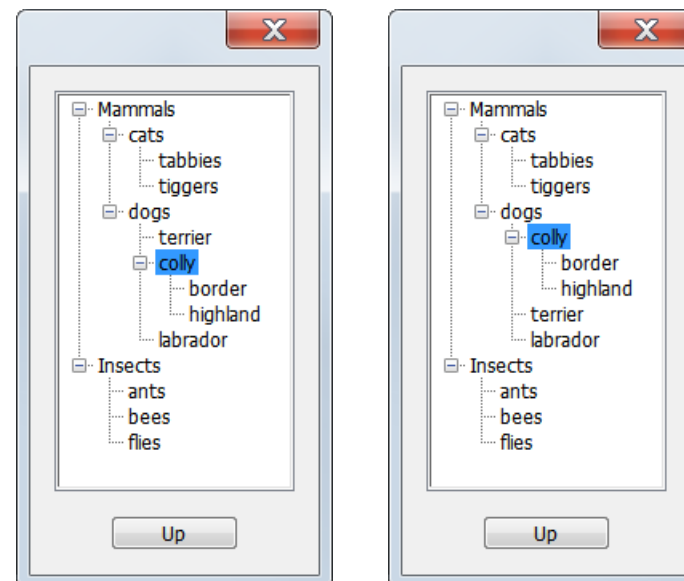 Mammals
cats
tabbies
tiggers
dogs
terrier
colly
border
highland
labrador
Insects
ants
bees
flies
Up
Mammals
cats
tabbies
tiggers
dogs
colly
border
highland
terrier
labrador
Insects
ants
bees
flies
Up